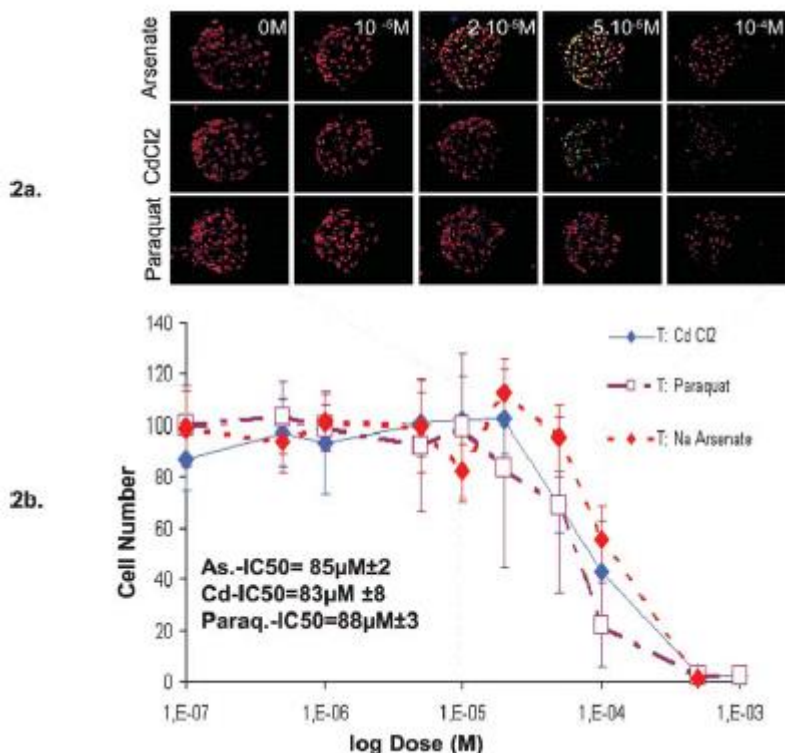 0M 10 -5M 2 10-5M 5.10-5M 10-4M
Arsenate
CdCl2
Paraquat
2a.
140
120
100
80
60
40
20
0
Cell Number
2b.
T: Cd Cl2
T: Paraquat
T: Na Arsenate
As.-IC50= 85µM±2
Cd-IC50=83µM ±8
Paraq.-IC50=88µM±3
1,E-07 1,E-06 1,E-05 1,E-04 1,E-03
log Dose (M)